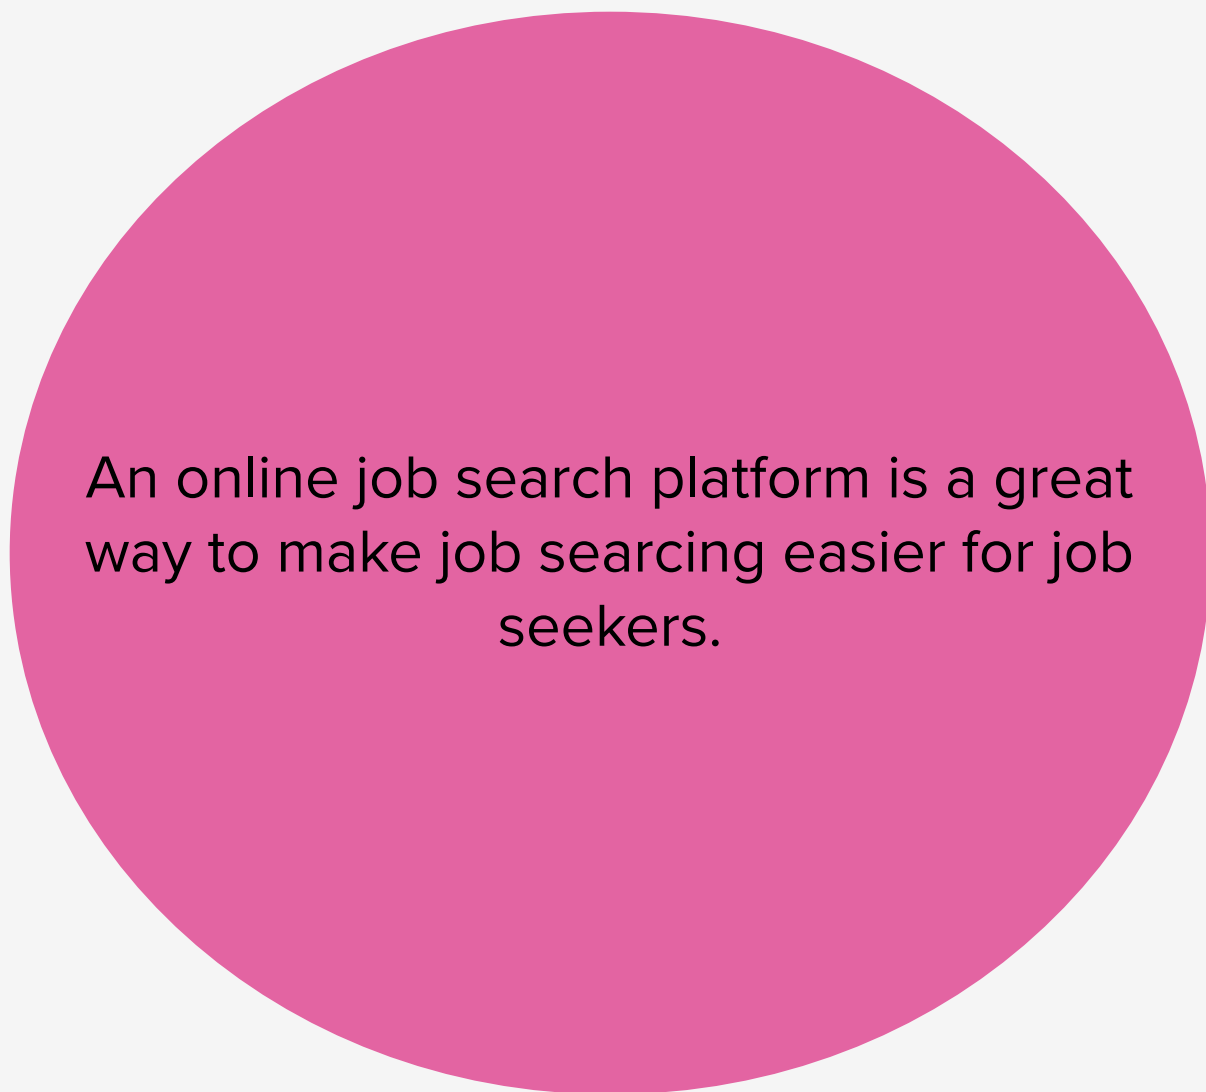 An online job search platform is a great
way to make job searcing easier for job
seekers.